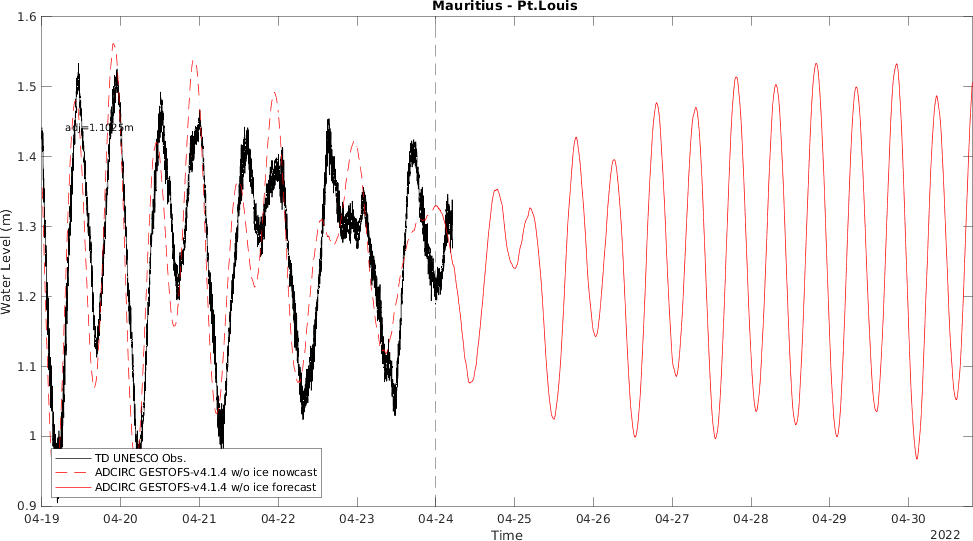 Mauritius - Pt.Louis
1.6
1.5
1.4
1.3
1.2
1.1
1
0.9
Water Level (m)
adj=1.1025m
TD UNESCO Obs.
ADCIRC GESTOFS-v4.1.4 w/o ice nowcast
ADCIRC GESTOFS-v4.1.4 w/o ice forecast
04-19 04-20 04-21 04-22 04-23 04-24 04-25 04-26 04-27 04-28 04-29 04-30
Time
2022